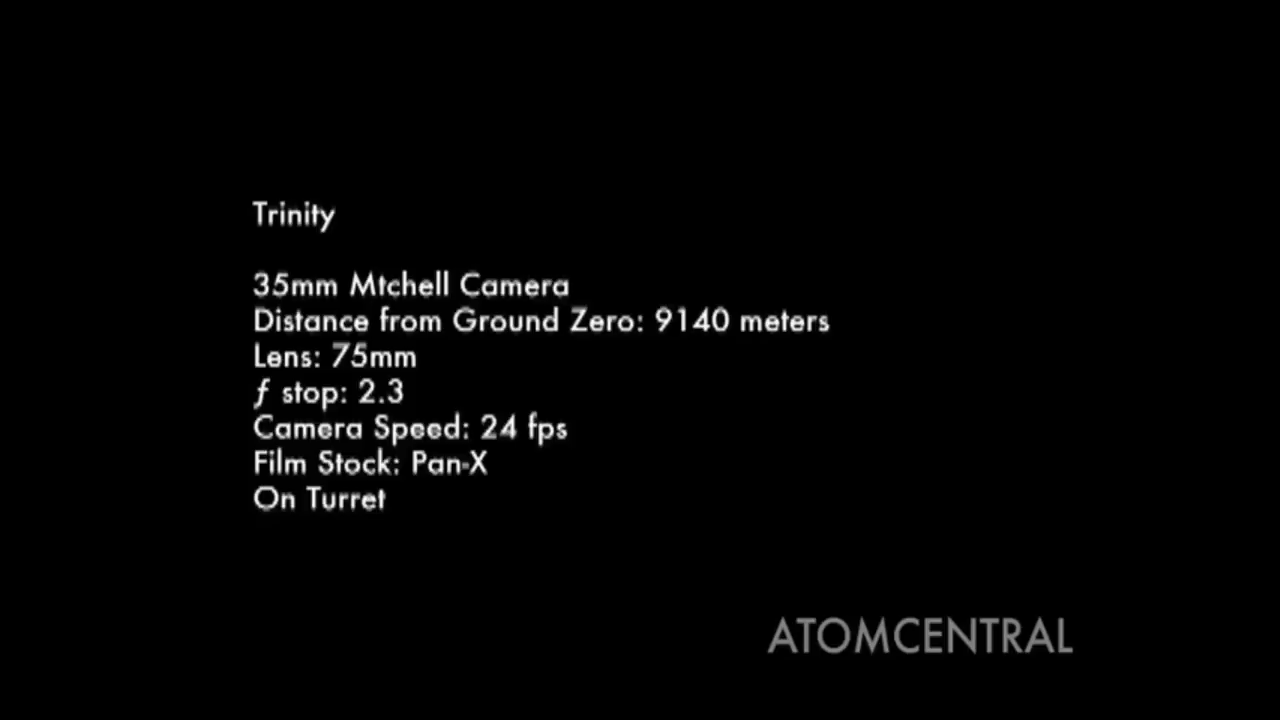 Trinity
35mm Mtchell Camera
Distance from Ground Zero: 9140 meters
Lens: 75mm
ƒ stop: 2.3
Camera Speed: 24 fps
Film Stock: Pan-X
On Turret
ATOMCENTRAL